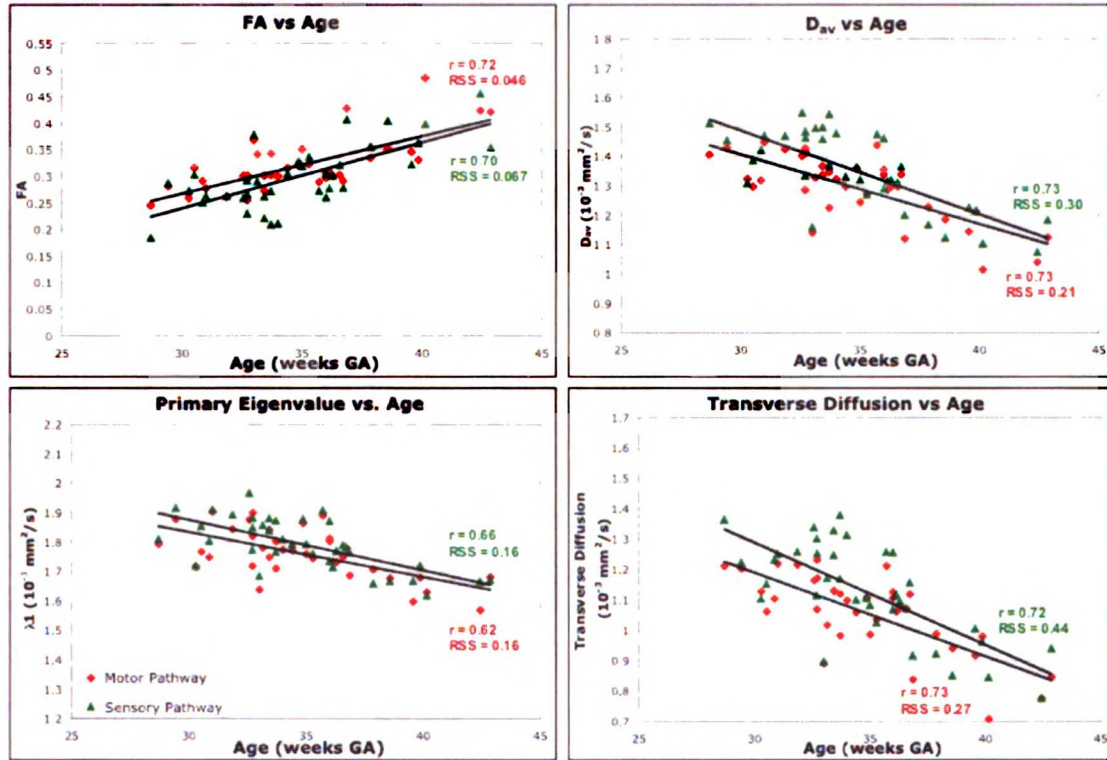 FA vs Age
0.55
0.5
0.45
0.4
0.35
0.3
0.25
0.2
0.15
0.1
0.05
0
FA
r = 0.72
RSS = 0.046
r = 0.70
RSS = 0.067
25
30
35
40
45
Age (weeks GA)
Dav vs Age
1.8
1.7
1.6
1.5
1.4
1.3
1.2
1.1
1
0.9
0.8
Dav (10⁻³ mm²/s)
r = 0.73
RSS = 0.30
r = 0.73
RSS = 0.21
25
30
35
40
45
Age (weeks GA)
Primary Eigenvalue vs. Age
2.2
2.1
2
1.9
1.8
1.7
1.6
1.5
1.4
1.3
1.2
λ1 (10⁻³ mm²/s)
r = 0.66
RSS = 0.16
r = 0.62
RSS = 0.16
Motor Pathway
Sensory Pathway
25
30
35
40
45
Age (weeks GA)
Transverse Diffusion vs Age
1.7
1.6
1.5
1.4
1.3
1.2
1.1
1
0.9
0.8
0.7
Transverse Diffusion
(10⁻³ mm²/s)
r = 0.72
RSS = 0.44
r = 0.73
RSS = 0.27
25
30
35
40
45
Age (weeks GA)